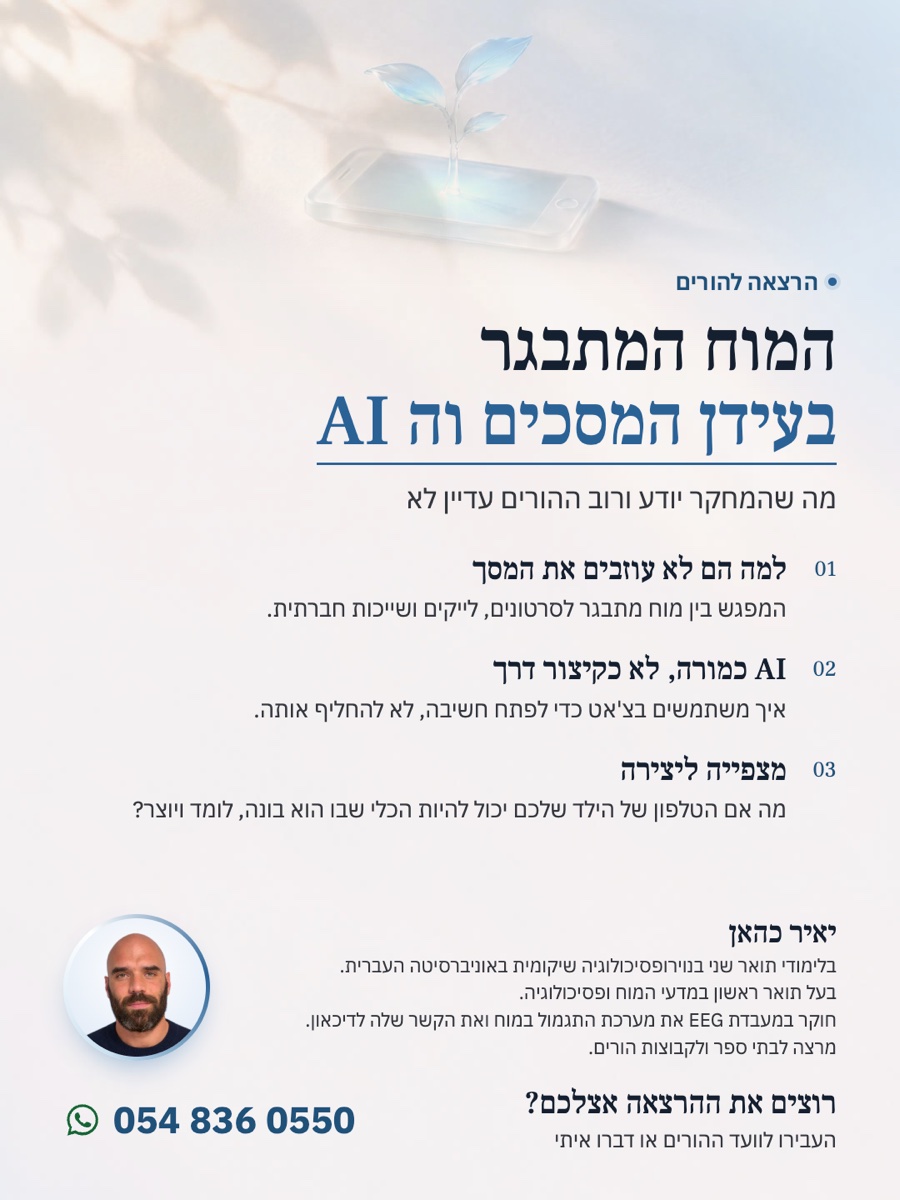 הרצאה להורים
המוח המתבגר
בעידן המסכים וה AI
מה שהמחקר יודע ורוב ההורים עדיין לא
01 למה הם לא עוזבים את המסך
המפגש בין מוח מתבגר לסרטונים, לייקים ושייכות חברתית.
02 AI כמורה, לא כקיצור דרך
איך משתמשים בצ'אט כדי לפתח חשיבה, לא להחליף אותה.
03 מצפייה ליצירה
מה אם הטלפון של הילד שלכם יכול להיות הכלי שבו הוא בונה, לומד ויוצר?
יאיר כהאן
בלימודי תואר שני בנוירופסיכולוגיה שיקומית באוניברסיטה העברית.
בעל תואר ראשון במדעי המוח ופסיכולוגיה.
חוקר במעבדת EEG את מערכת התגמול במוח ואת הקשר שלה לדיכאון.
מרצה לבתי ספר ולקבוצות הורים.
רוצים את ההרצאה אצלכם?
העבירו לוועד ההורים או דברו איתי
054 836 0550